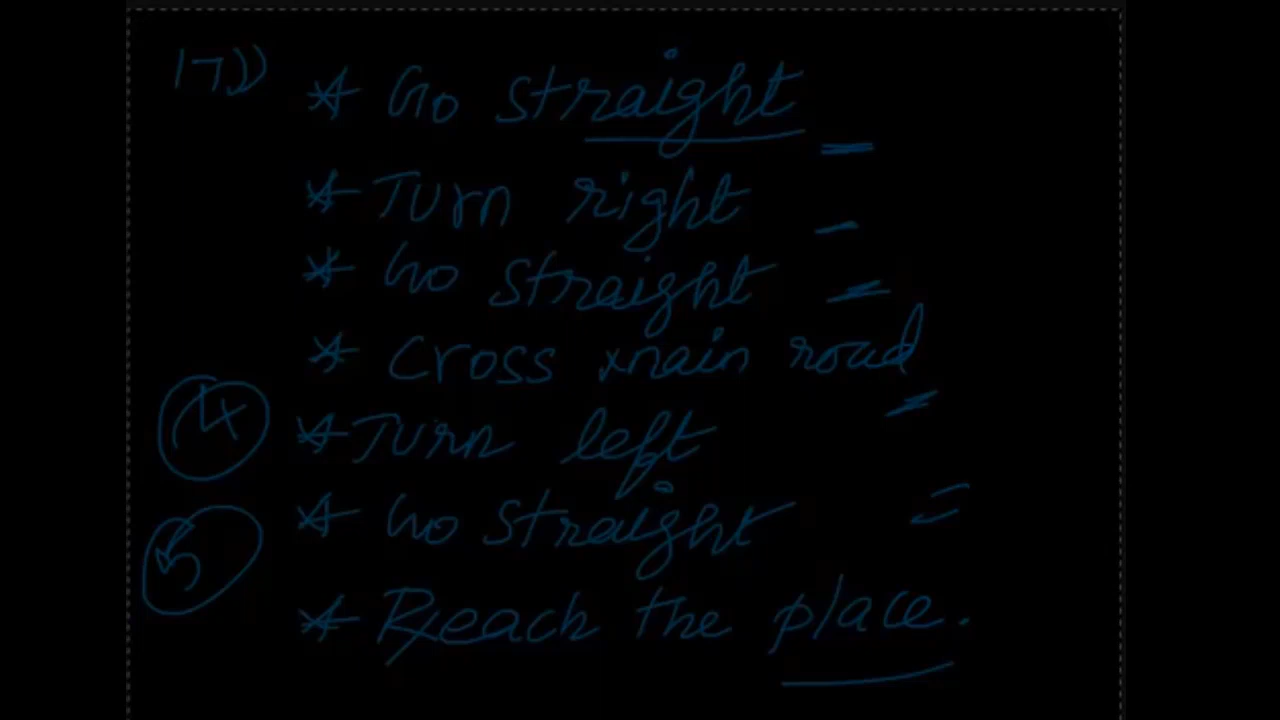 17))
* Go straight
* Turn right
* Go straight
* Cross main road
4
* Turn left
5
* Go straight
* Reach the place.